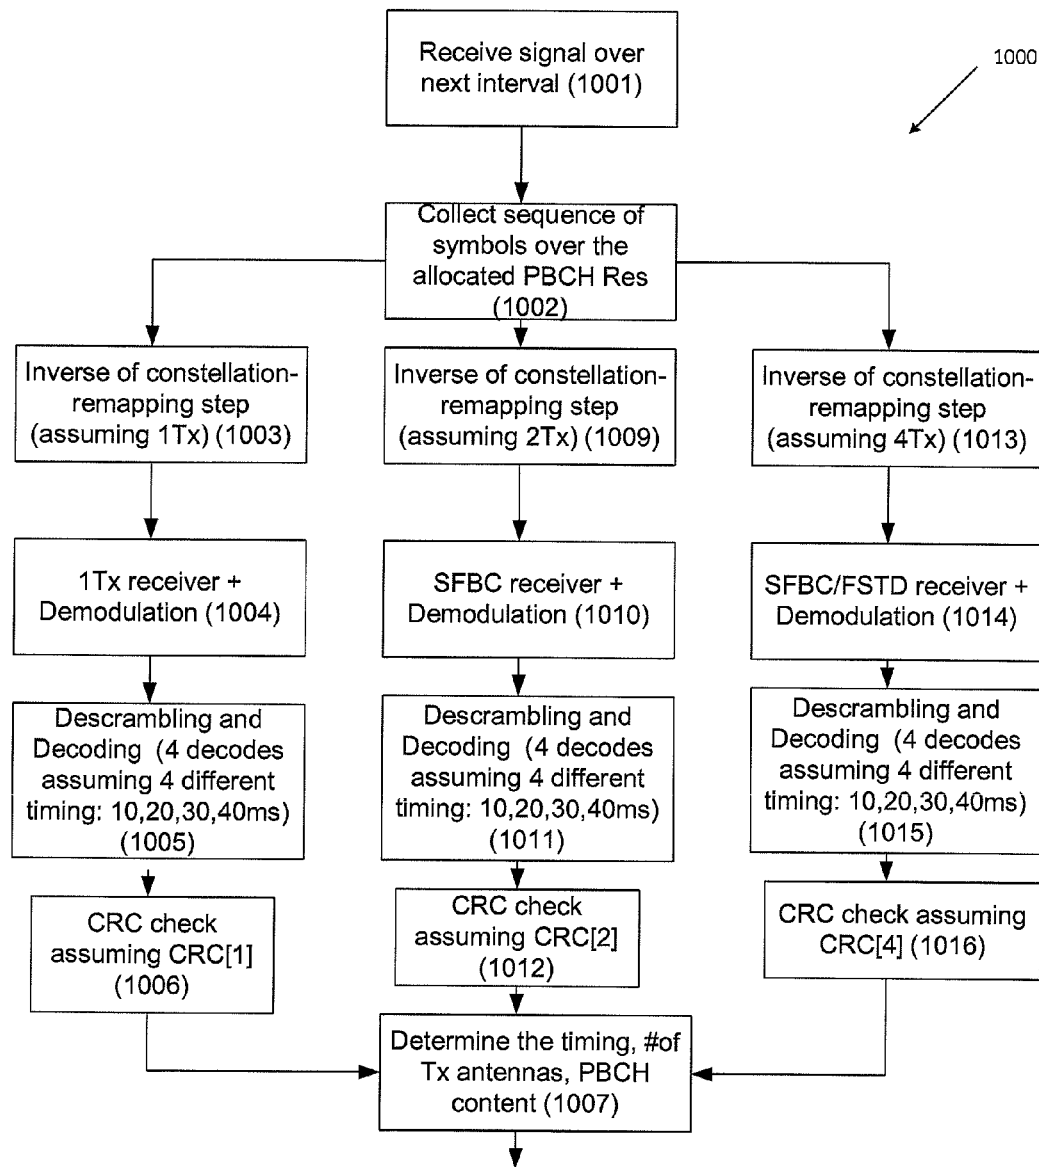 Receive signal over
next interval (1001)
1000
Collect sequence of
symbols over the
allocated PBCH Res
(1002)
Inverse of constellation-
remapping step
(assuming 1Tx) (1003)
Inverse of constellation-
remapping step
(assuming 2Tx) (1009)
Inverse of constellation-
remapping step
(assuming 4Tx) (1013)
1Tx receiver +
Demodulation (1004)
SFBC receiver +
Demodulation (1010)
SFBC/FSTD receiver +
Demodulation (1014)
Descrambling and
Decoding (4 decodes
assuming 4 different
timing: 10,20,30,40ms)
(1005)
Descrambling and
Decoding (4 decodes
assuming 4 different
timing: 10,20,30,40ms)
(1011)
Descrambling and
Decoding (4 decodes
assuming 4 different
timing: 10,20,30,40ms)
(1015)
CRC check
assuming CRC[1]
(1006)
CRC check
assuming CRC[2]
(1012)
CRC check assuming
CRC[4] (1016)
Determine the timing, #of
Tx antennas, PBCH
content (1007)